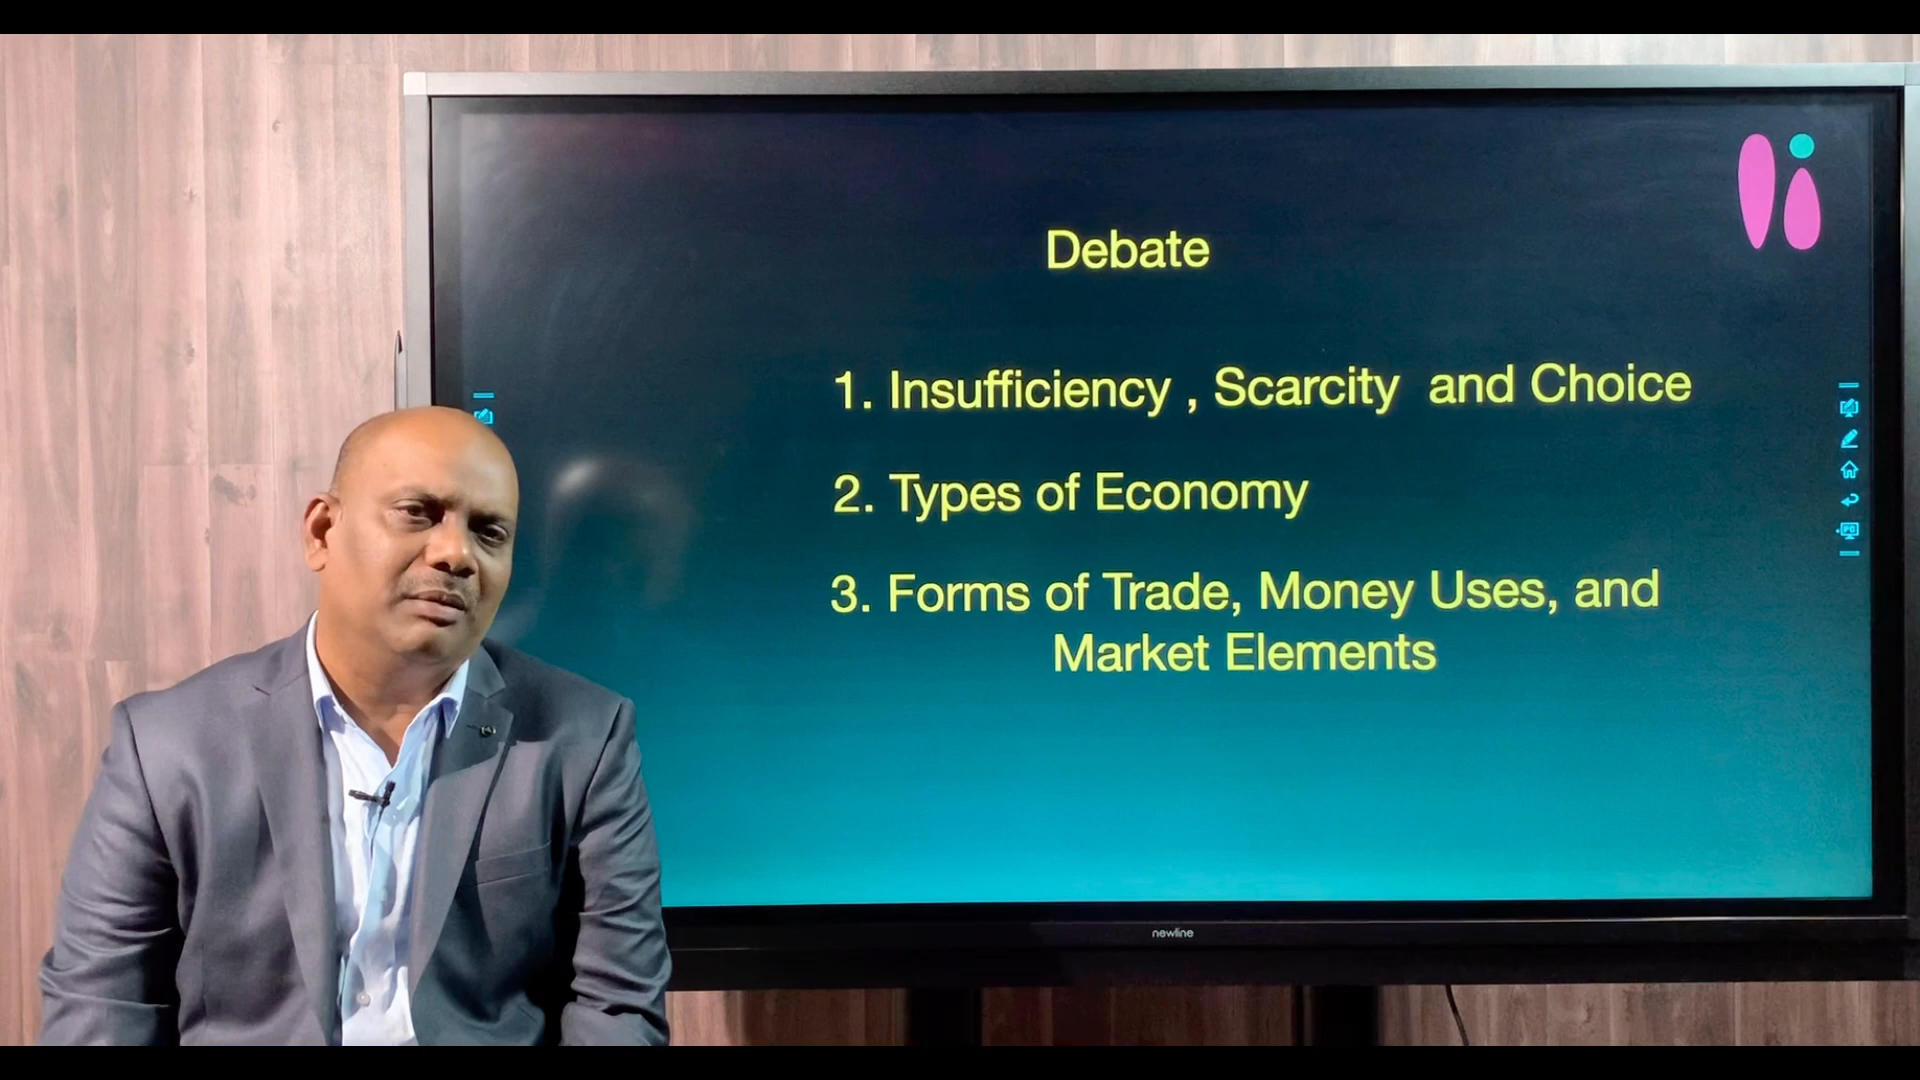 Debate
1. Insufficiency , Scarcity and Choice
2. Types of Economy
3. Forms of Trade, Money Uses, and
Market Elements
newline